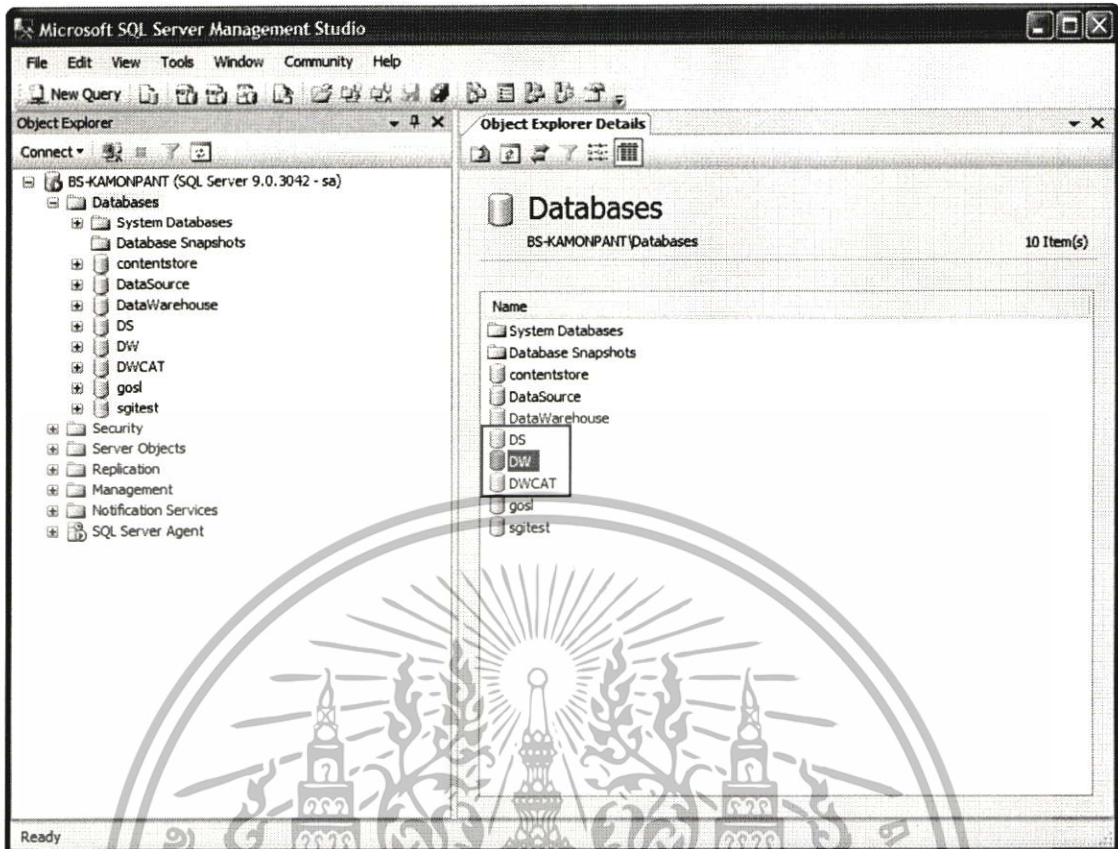 Microsoft SQL Server Management Studio
File Edit View Tools Window Community Help
New Query
Object Explorer
Connect
BS-KAMONPANT (SQL Server 9.0.3042 - sa)
Databases
System Databases
Database Snapshots
contentstore
DataSource
DataWarehouse
DS
DW
DWCAT
gosl
sgitest
Security
Server Objects
Replication
Management
Notification Services
SQL Server Agent
Object Explorer Details
Databases
BS-KAMONPANT\Databases 10 Item(s)
Name
System Databases
Database Snapshots
contentstore
DataSource
DataWarehouse
DS
DW
DWCAT
gosl
sgitest
Ready